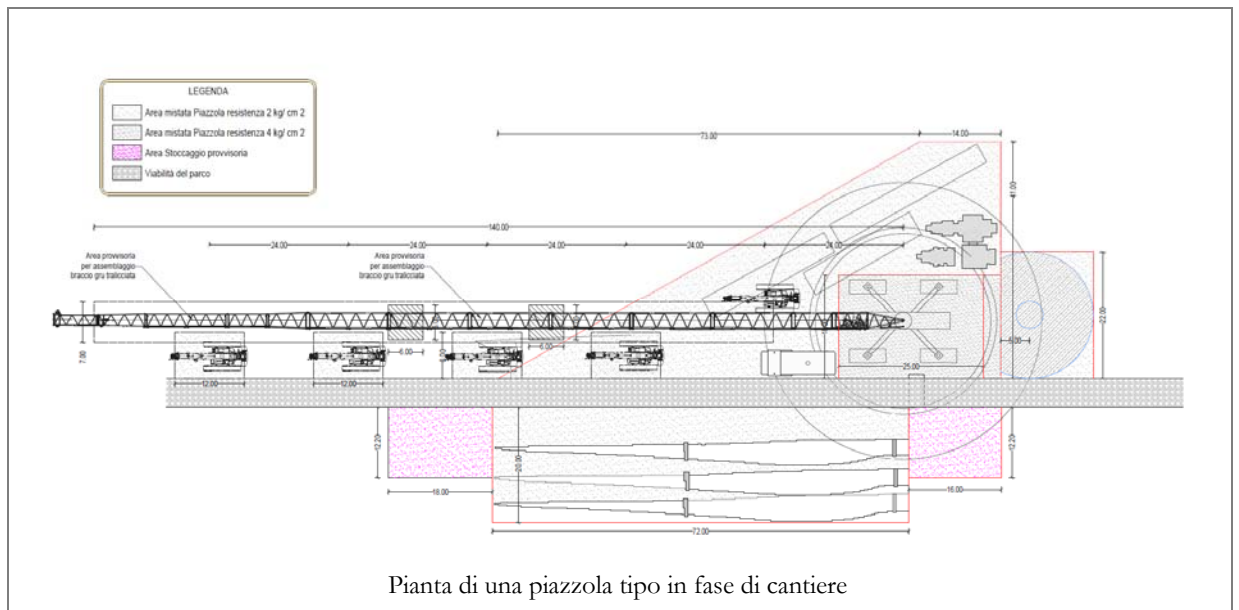 LEGENDA
Area mistata Piazzola resistenza 2 kg/ cm 2
Area mistata Piazzola resistenza 4 kg/ cm 2
Area Stoccaggio provvisoria
Viabilità del parco
73.00
14.00
41.00
140.00
24.00
24.00
24.00
24.00
24.00
Area provvisoria
per assemblaggio
braccio gru tralicciata
Area provvisoria
per assemblaggio
braccio gru tralicciata
7.00
6.00
6.00
12.00
12.00
25.00
5.00
22.00
12.20
18.00
20.00
72.00
16.00
12.20
Pianta di una piazzola tipo in fase di cantiere